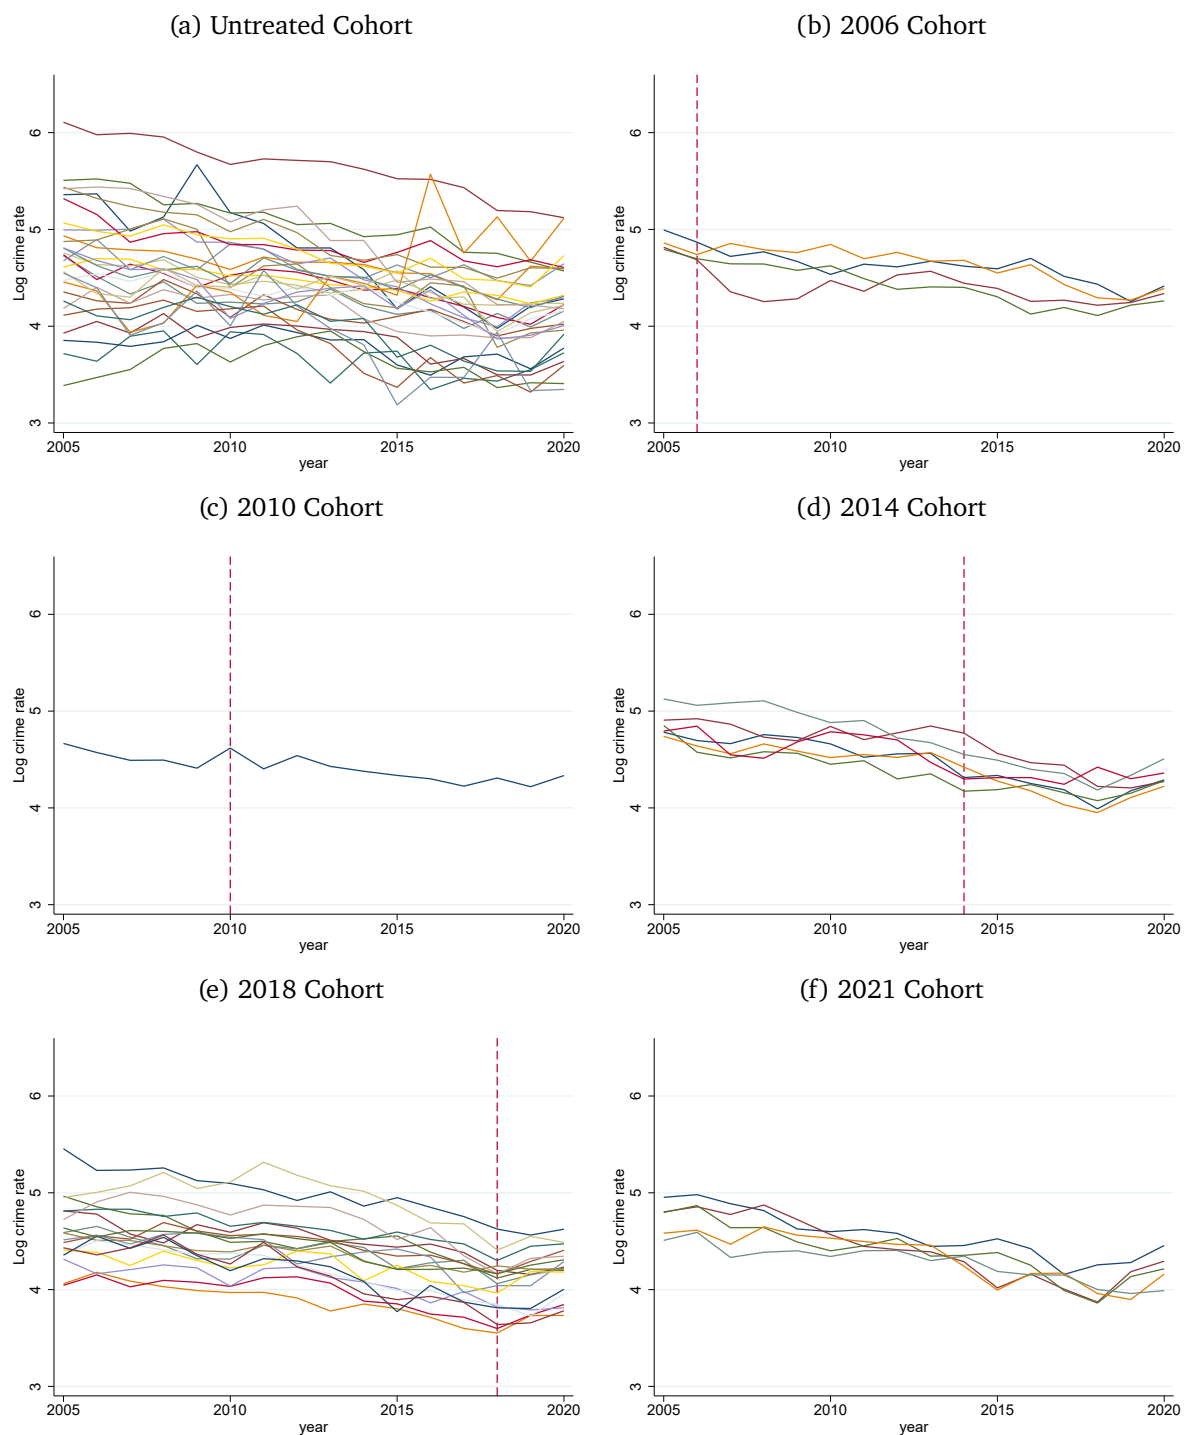 (a) Untreated Cohort
Log crime rate
6
5
4
3
2005 2010 2015 2020
year
(b) 2006 Cohort
Log crime rate
6
5
4
3
2005 2010 2015 2020
year
(c) 2010 Cohort
Log crime rate
6
5
4
3
2005 2010 2015 2020
year
(d) 2014 Cohort
Log crime rate
6
5
4
3
2005 2010 2015 2020
year
(e) 2018 Cohort
Log crime rate
6
5
4
3
2005 2010 2015 2020
year
(f) 2021 Cohort
Log crime rate
6
5
4
3
2005 2010 2015 2020
year